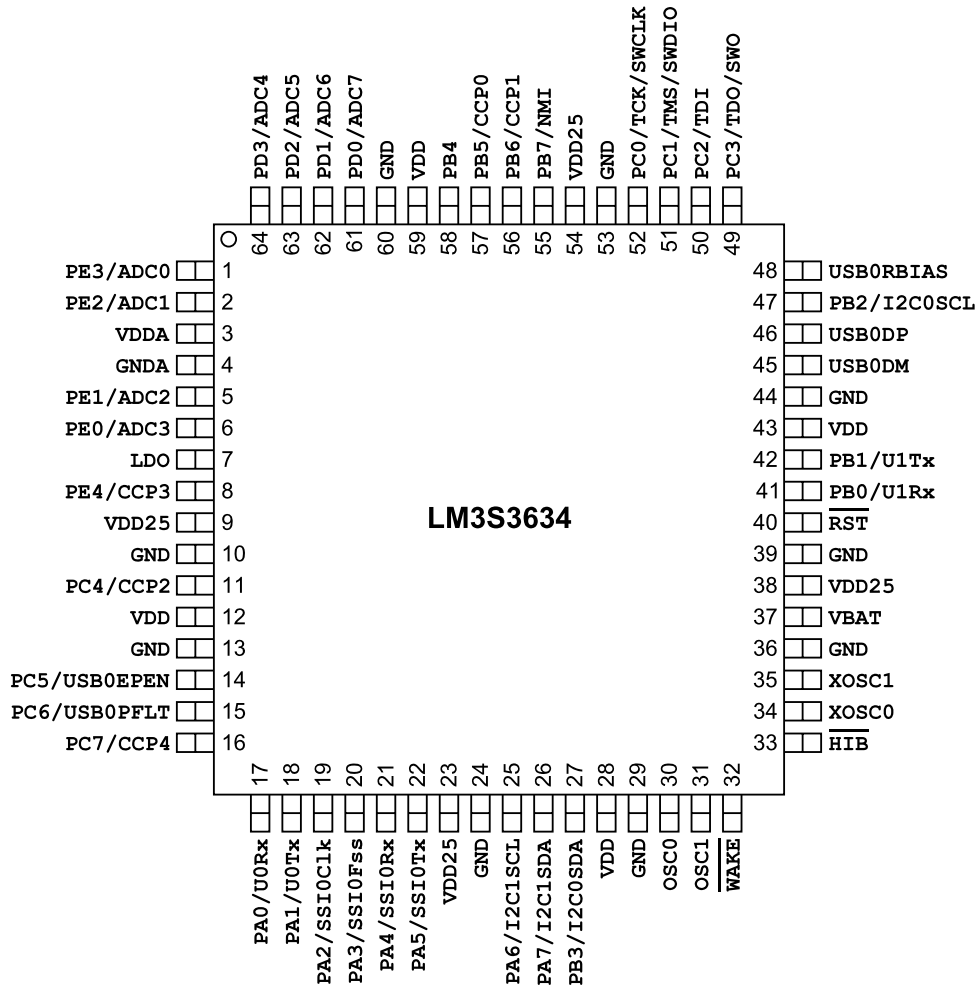 PD3/ADC4
PD2/ADC5
PD1/ADC6
PD0/ADC7
GND
VDD
PB4
PB5/CCP0
PB6/CCP1
PB7/NMI
VDD25
GND
PC0/TCK/SWCLK
PC1/TMS/SWDIO
PC2/TDI
PC3/TDO/SWO
64 63 62 61 60 59 58 57 56 55 54 53 52 51 50 49
PE3/ADC0 1
PE2/ADC1 2
VDDA 3
GNDA 4
PE1/ADC2 5
PE0/ADC3 6
LDO 7
PE4/CCP3 8
VDD25 9
GND 10
PC4/CCP2 11
VDD 12
GND 13
PC5/USB0EPEN 14
PC6/USB0PFLT 15
PC7/CCP4 16
LM3S3634
48 USB0RBIAS
47 PB2/I2C0SCL
46 USB0DP
45 USB0DM
44 GND
43 VDD
42 PB1/U1Tx
41 PB0/U1Rx
40 RST
39 GND
38 VDD25
37 VBAT
36 GND
35 XOSC1
34 XOSC0
33 HIB
17 18 19 20 21 22 23 24 25 26 27 28 29 30 31 32
PA0/U0Rx
PA1/U0Tx
PA2/SSI0Clk
PA3/SSI0Fss
PA4/SSI0Rx
PA5/SSI0Tx
VDD25
GND
PA6/I2C1SCL
PA7/I2C1SDA
PB3/I2C0SDA
VDD
GND
OSC0
OSC1
WAKE